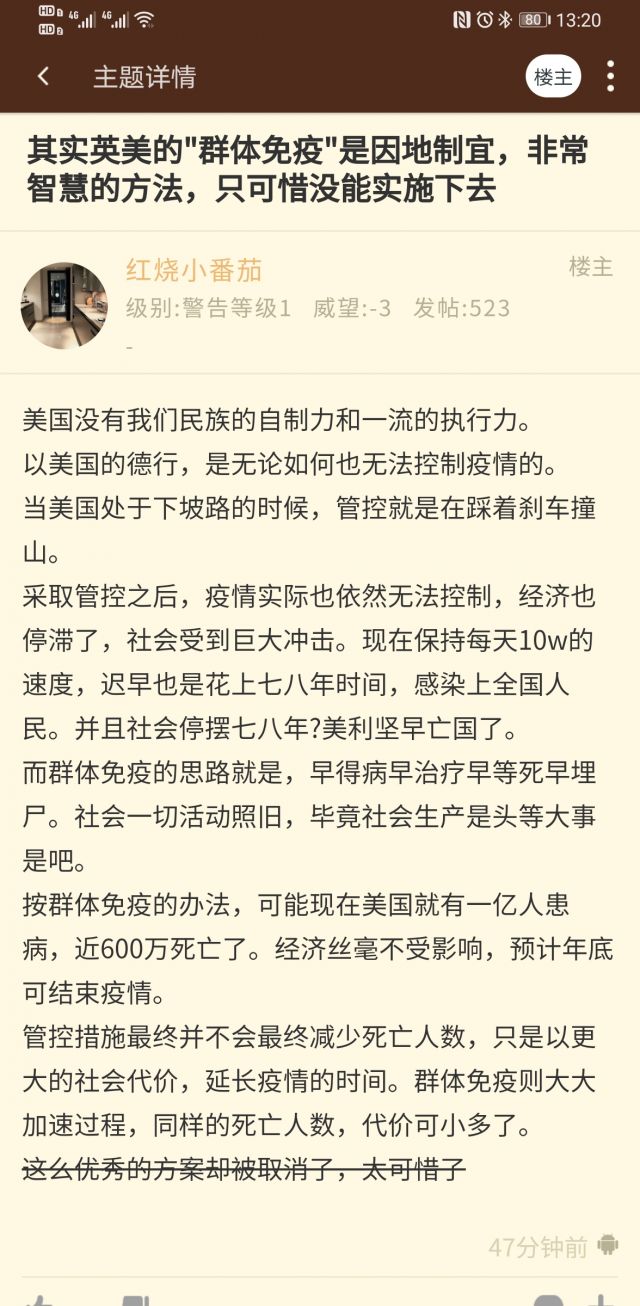 HD 1 4G 4G 80 13:20
HD 2
主题详情 楼主
其实英美的"群体免疫"是因地制宜，非常
智慧的方法，只可惜没能实施下去
红烧小番茄 楼主
级别:警告等级1 威望:-3 发帖:523
-
美国没有我们民族的自制力和一流的执行力。
以美国的德行，是无论如何也无法控制疫情的。
当美国处于下坡路的时候，管控就是在踩着刹车撞
山。
采取管控之后，疫情实际也依然无法控制，经济也
停滞了，社会受到巨大冲击。现在保持每天10w的
速度，迟早也是花上七八年时间，感染上全国人
民。并且社会停摆七八年?美利坚早亡国了。
而群体免疫的思路就是，早得病早治疗早等死早埋
尸。社会一切活动照旧，毕竟社会生产是头等大事
是吧。
按群体免疫的办法，可能现在美国就有一亿人患
病，近600万死亡了。经济丝毫不受影响，预计年底
可结束疫情。
管控措施最终并不会最终减少死亡人数，只是以更
大的社会代价，延长疫情的时间。群体免疫则大大
加速过程，同样的死亡人数，代价可小多了。
这么优秀的方案却被取消了，太可惜了
47分钟前